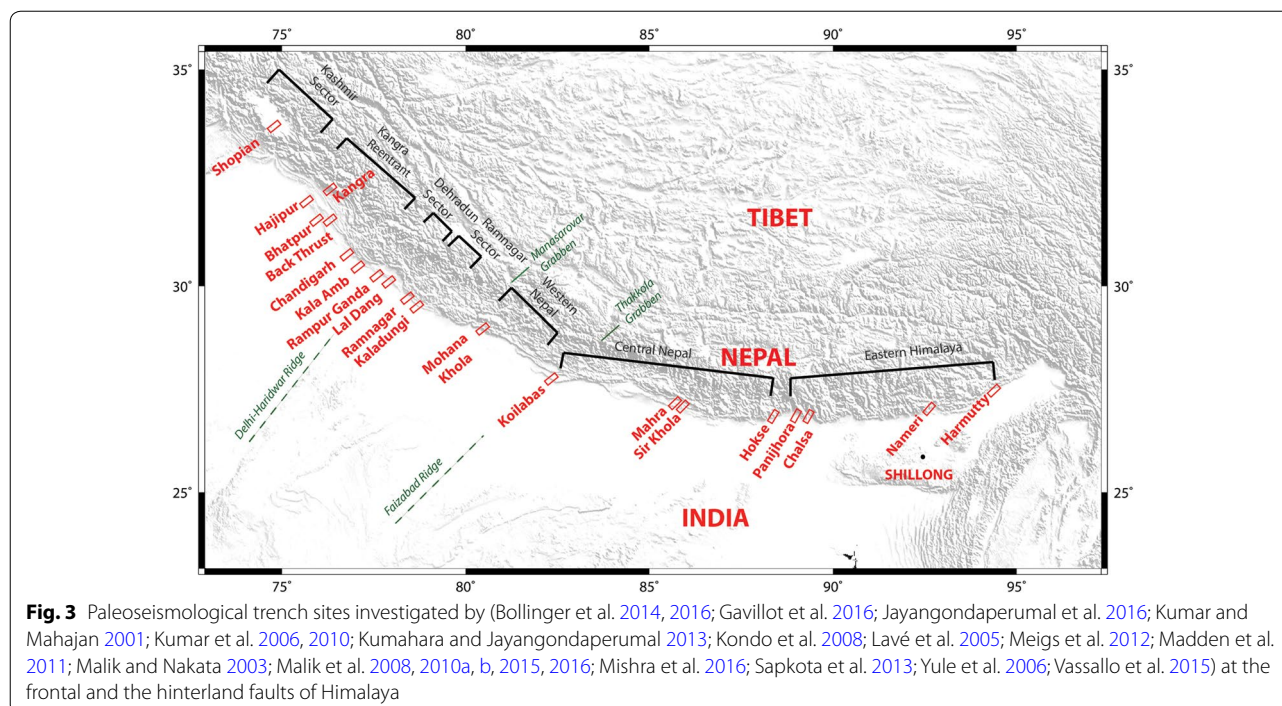 75° 80° 85° 90° 95°
35° 35°
Kashmir
Sector
Kangra
Reentrant
Shopian
Kangra
Hajipur
Bhatpur
Back Thrust
Dehradun
Sector
Ramnagar
Sector
TIBET
Manasarovar
Grabben
Chandigarh
Kala Amb
Rampur Ganda
Lal Dang
Ramnagar
Kaladungi
30° 30°
Western
Nepal
Thakkola
Grabben
Mohana
Khola
Delhi-Haridwar Ridge
Central Nepal
NEPAL
Eastern Himalaya
Koilabas
Mahra
Sir Khola
Hokse
Panijhora
Chalsa
Nameri
Harmutty
SHILLONG
Faizabad Ridge
25° 25°
INDIA
75° 80° 85° 90° 95°
Fig. 3 Paleoseismological trench sites investigated by (Bollinger et al. 2014, 2016; Gavillot et al. 2016; Jayangondaperumal et al. 2016; Kumar and
Mahajan 2001; Kumar et al. 2006, 2010; Kumahara and Jayangondaperumal 2013; Kondo et al. 2008; Lavé et al. 2005; Meigs et al. 2012; Madden et al.
2011; Malik and Nakata 2003; Malik et al. 2008, 2010a, b, 2015, 2016; Mishra et al. 2016; Sapkota et al. 2013; Yule et al. 2006; Vassallo et al. 2015) at the
frontal and the hinterland faults of Himalaya